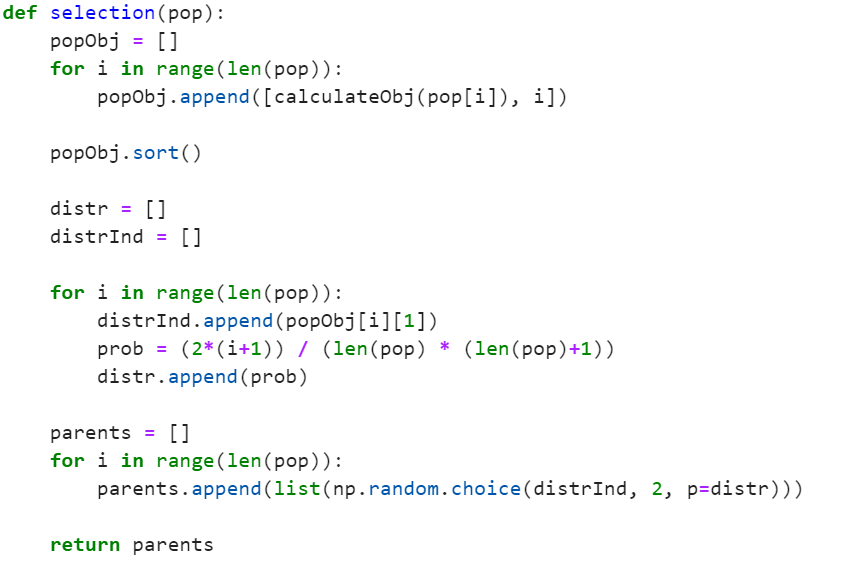 def selection(pop):
    popObj = []
    for i in range(len(pop)):
        popObj.append([calculateObj(pop[i]), i])
    popObj.sort()
    distr = []
    distrInd = []
    for i in range(len(pop)):
        distrInd.append(popObj[i][1])
        prob = (2*(i+1)) / (len(pop) * (len(pop)+1))
        distr.append(prob)
    parents = []
    for i in range(len(pop)):
        parents.append(list(np.random.choice(distrInd, 2, p=distr)))
    return parents